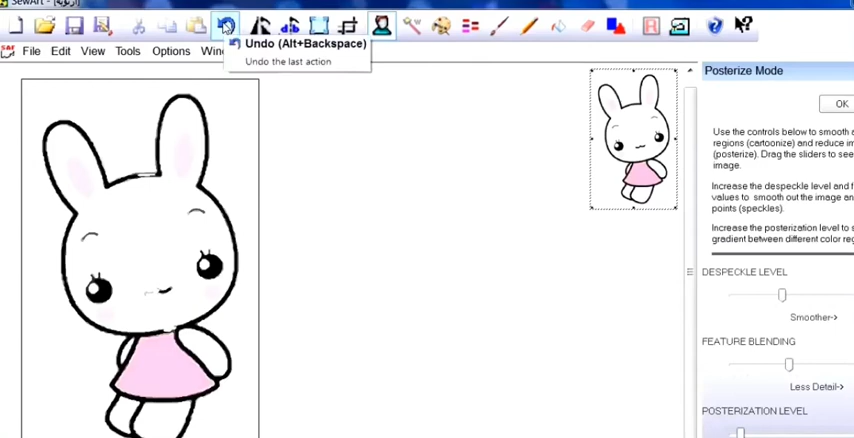 Undo (Alt+Backspace)
Undo the last action
File Edit View Tools Options
Posterize Mode
OK
Use the controls below to smooth
regions (cartoonize) and reduce
(posterize). Drag the sliders to see
image.
Increase the despeckle level and
values to smooth out the image
points (speckles).
Increase the posterization level to
gradient between different color
DESPECKLE LEVEL
Smoother->
FEATURE BLENDING
Less Detail->
POSTERIZATION LEVEL